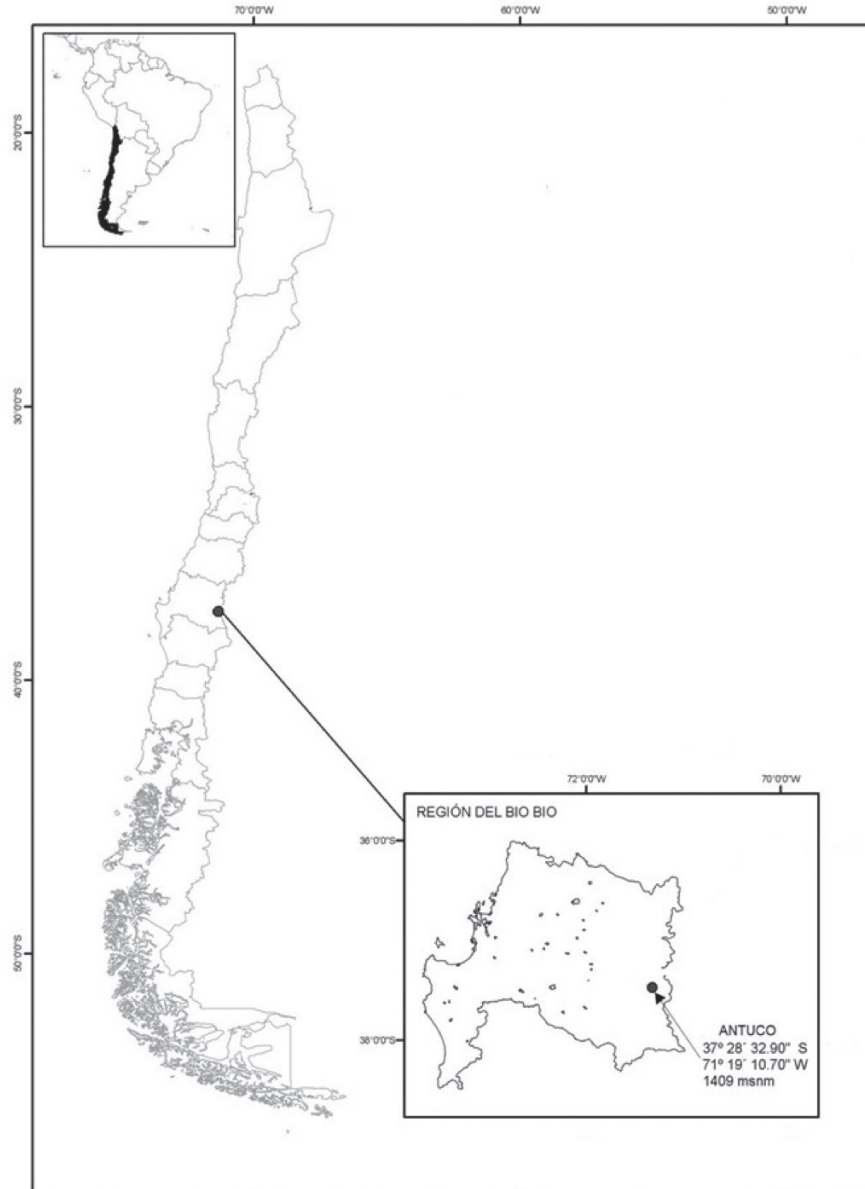 70°0'0"W
60°0'0"W
50°0'0"W
20°0'0"S
30°0'0"S
40°0'0"S
50°0'0"S
72°0'0"W
70°0'0"W
REGIÓN DEL BIO BIO
36°0'0"S
38°0'0"S
ANTUCO
37º 28´ 32.90" S
71º 19´ 10.70" W
1409 msnm